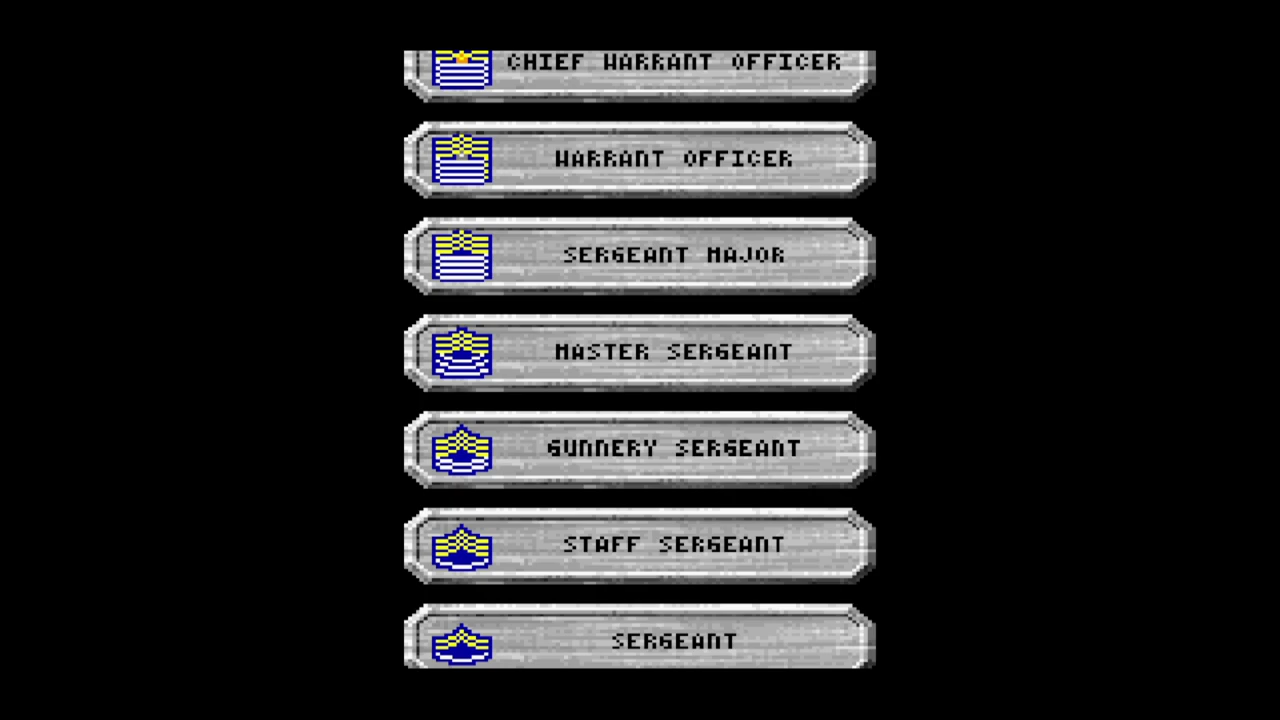 CHIEF WARRANT OFFICER
WARRANT OFFICER
SERGEANT MAJOR
MASTER SERGEANT
GUNNERY SERGEANT
STAFF SERGEANT
SERGEANT